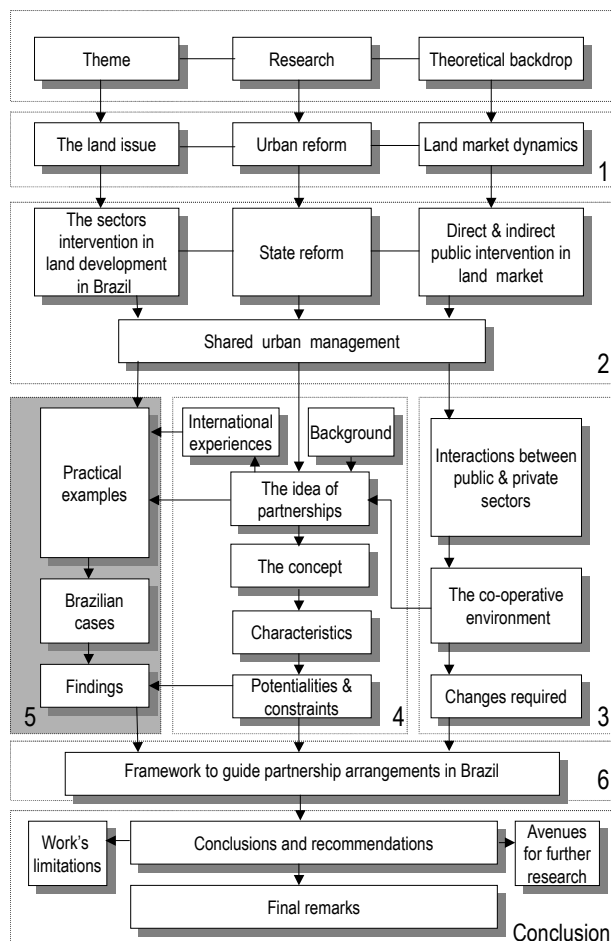 Theme
Research
Theoretical backdrop
The land issue
Urban reform
Land market dynamics
1
The sectors
intervention in
land development
in Brazil
State reform
Direct & indirect
public intervention in
land market
Shared urban management
2
Practical
examples
International
experiences
Background
The idea of
partnerships
Interactions between
public & private
sectors
The concept
The co-operative
environment
Brazilian
cases
Characteristics
Findings
Potentialities &
constraints
Changes required
5
4
3
Framework to guide partnership arrangements in Brazil
6
Work's
limitations
Conclusions and recommendations
Avenues
for further
research
Final remarks
Conclusion